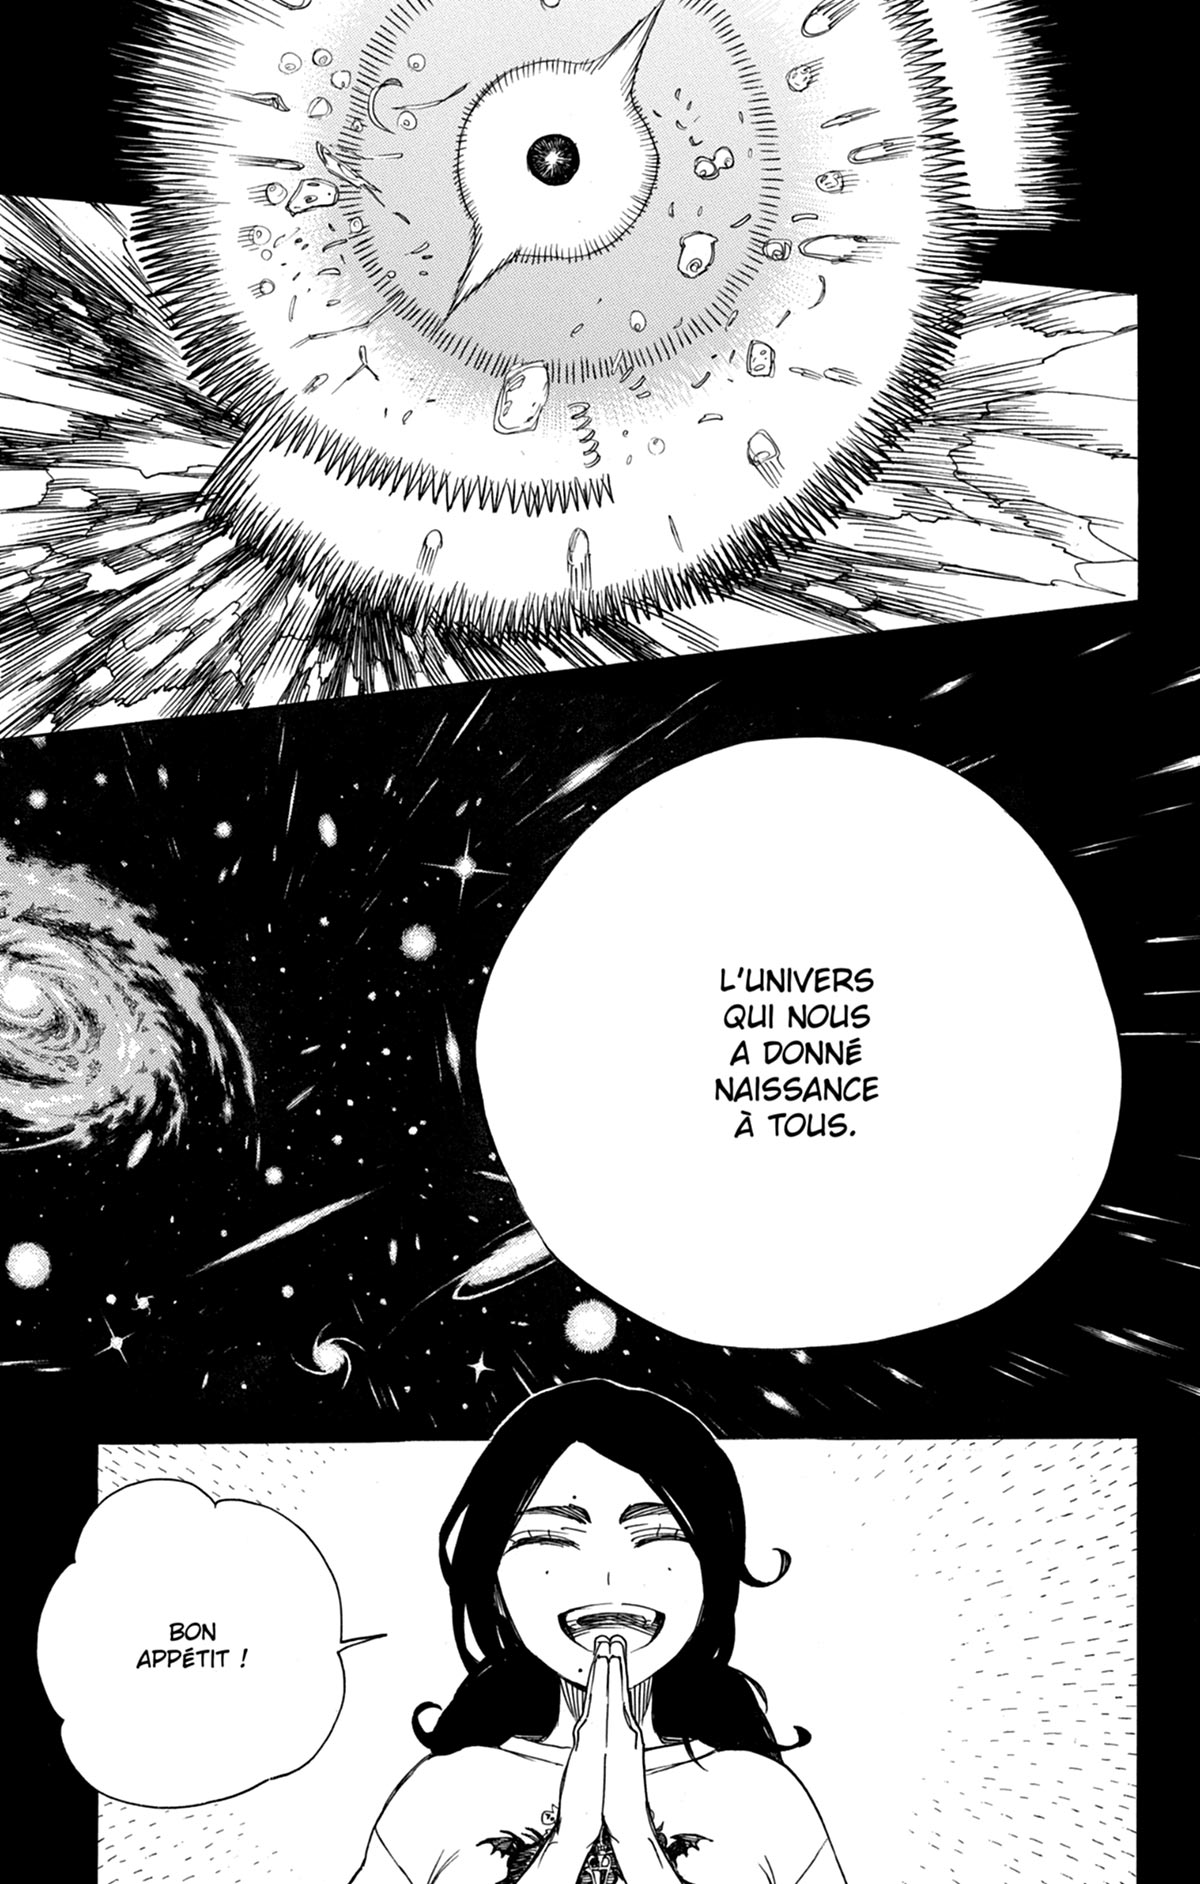 L'UNIVERS
QUI NOUS
A DONNÉ
NAISSANCE
À TOUS.
BON
APPÉTIT !